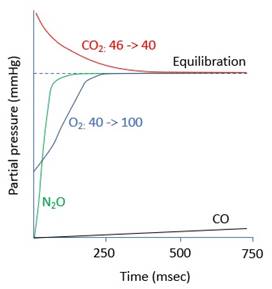 CO2: 46 -> 40
Equilibration
O2: 40 -> 100
N2O
CO
Partial pressure (mmHg)
250
500
750
Time (msec)